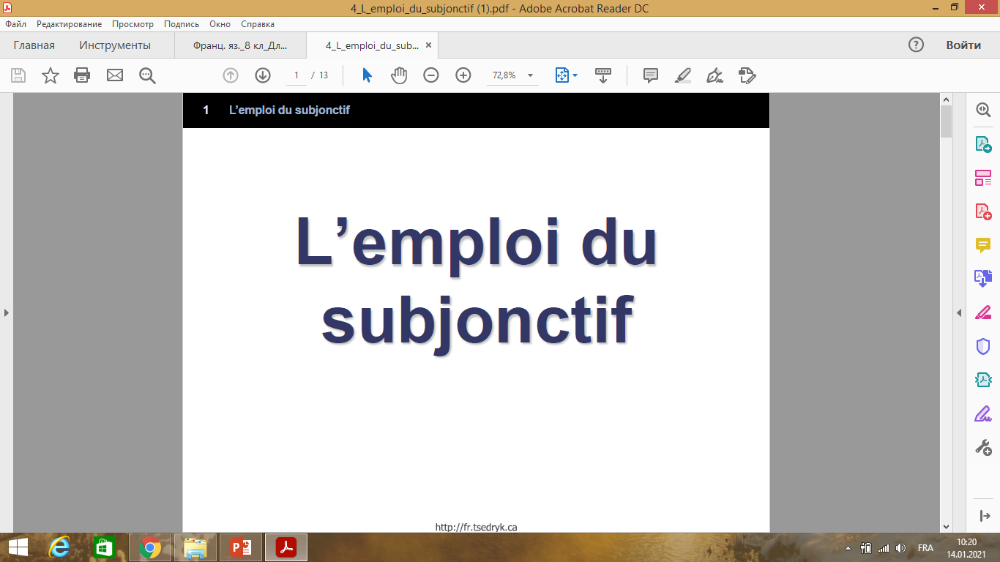 4_L_emploi_du_subjonctif (1).pdf - Adobe Acrobat Reader DC
Файл Редактирование Просмотр Подпись Окно Справка
Главная Инструменты Франц. яз._8 кл_Дл... 4_L_emploi_du_sub... × Войти
1 / 13 72,8%
1 L’emploi du subjonctif
L’emploi du
subjonctif
http://fr.tsedryk.ca
FRA 10:20
14.01.2021